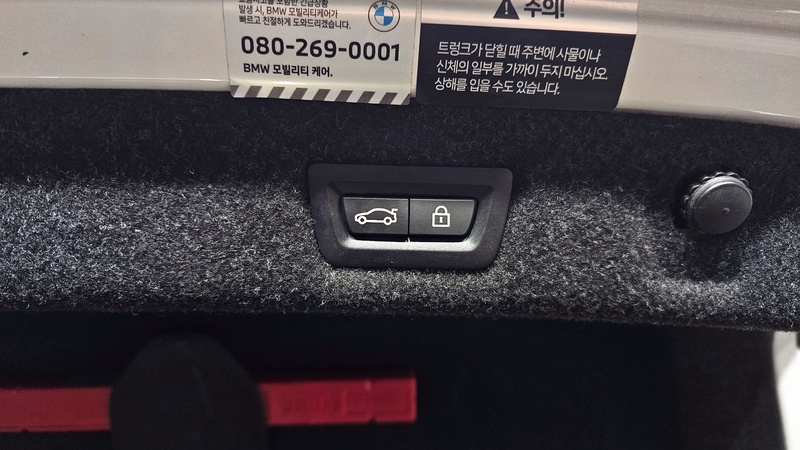 발생 시, BMW 모빌리티케어가
빠르고 친절하게 도와드리겠습니다.
080-269-0001
BMW 모빌리티 케어.
BMW
주의!
트렁크가 닫힐 때 주변에 사물이나
신체의 일부를 가까이 두지 마십시오.
상해를 입을 수도 있습니다.